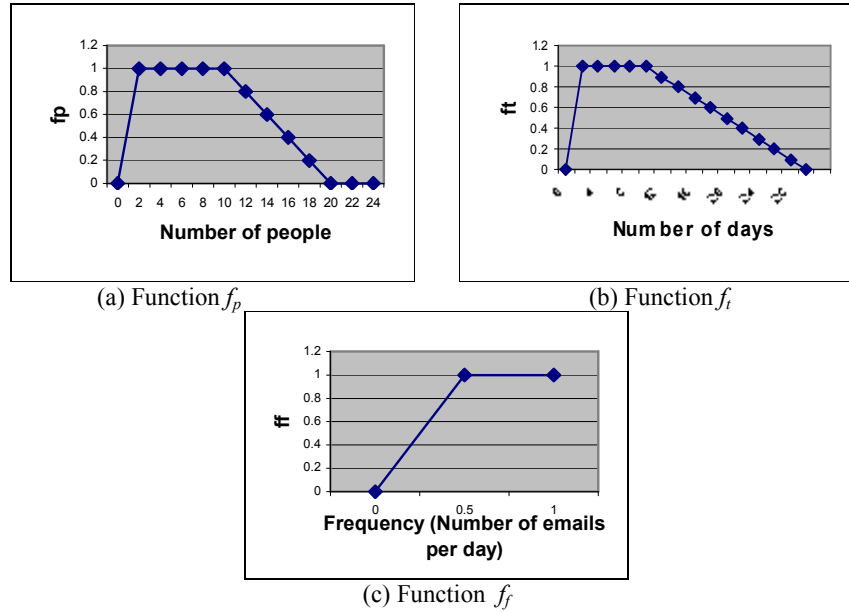 1.2
1
0.8
0.6
0.4
0.2
0
fp
0 2 4 6 8 10 12 14 16 18 20 22 24
Number of people
(a) Function fp
1.2
1
0.8
0.6
0.4
0.2
0
ft
Number of days
(b) Function ft
1.2
1
0.8
0.6
0.4
0.2
0
ff
0 0.5 1
Frequency (Number of emails
per day)
(c) Function ff